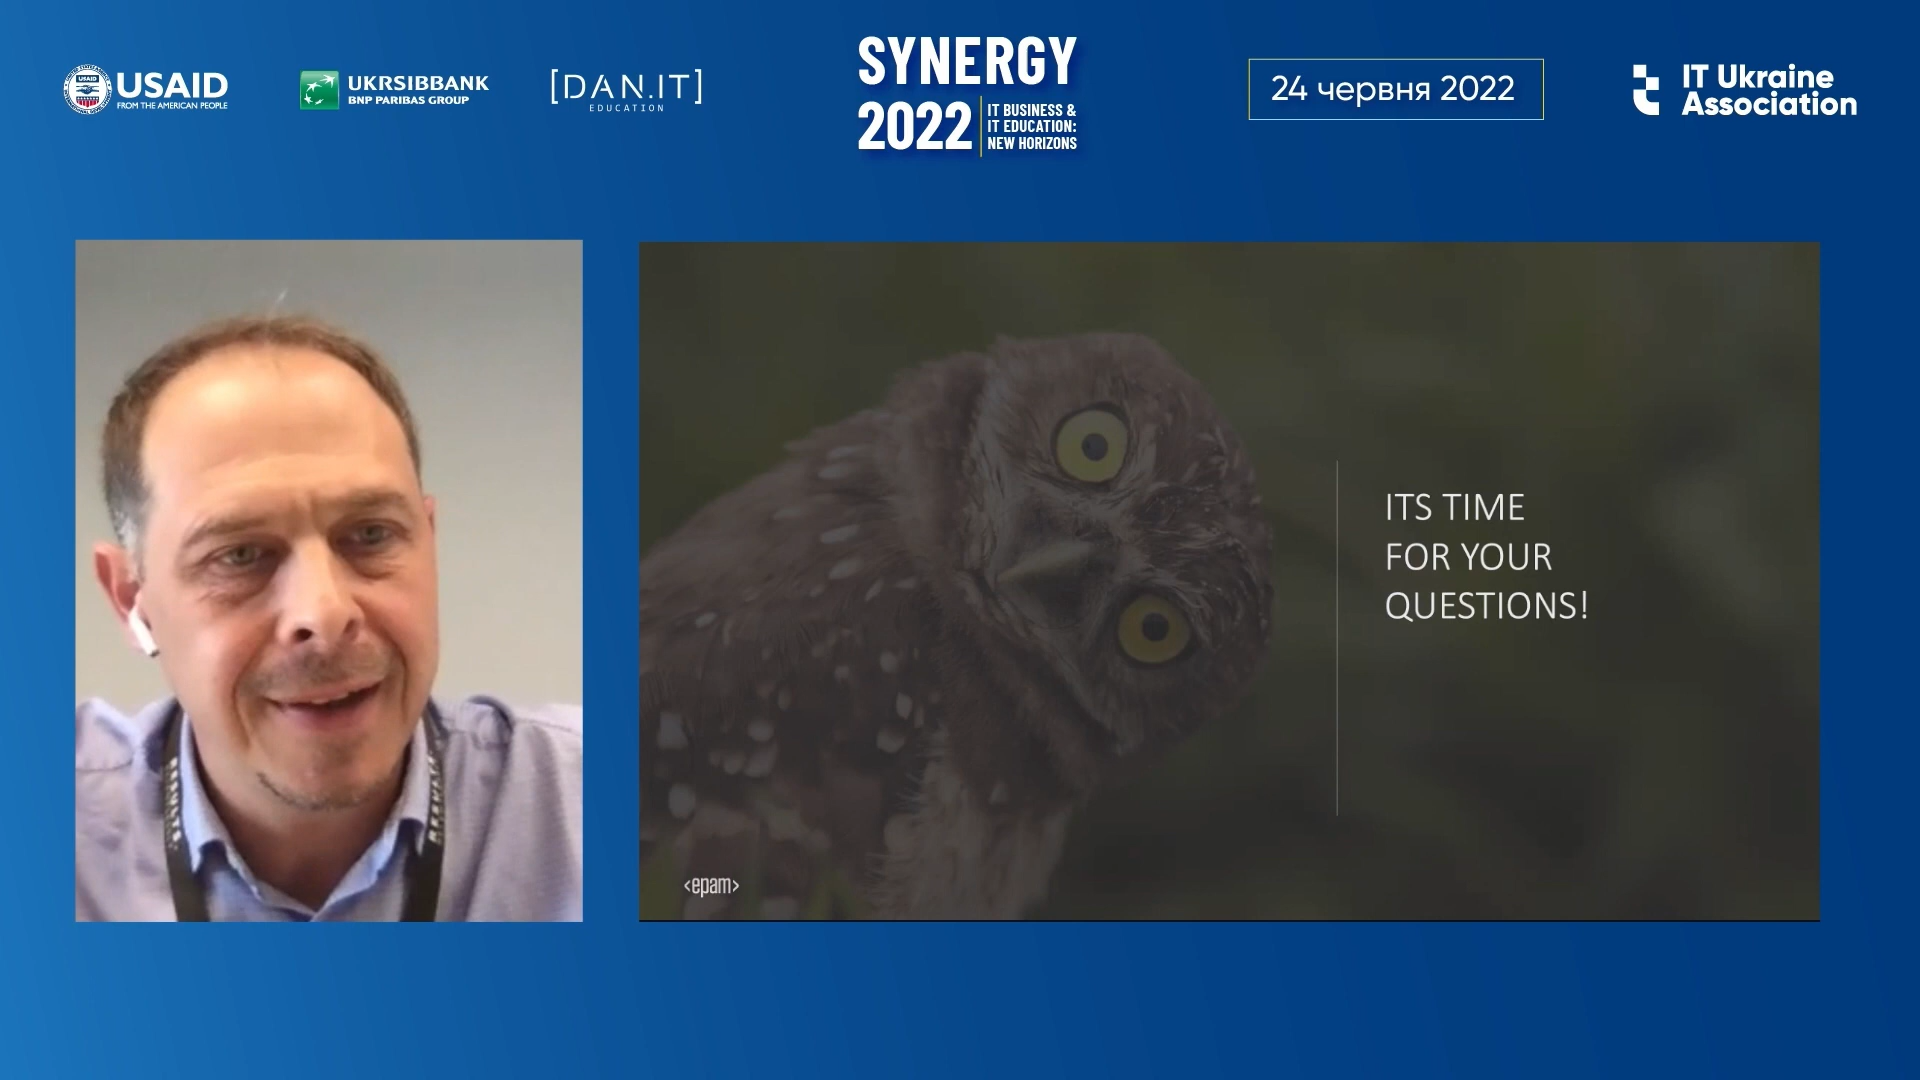 USAID
USAID
FROM THE AMERICAN PEOPLE
UKRSIBBANK
BNP PARIBAS GROUP
[DAN.IT]
EDUCATION
SYNERGY
2022
IT BUSINESS &
IT EDUCATION:
NEW HORIZONS
24 червня 2022
IT Ukraine
Association
ITS TIME
FOR YOUR
QUESTIONS!
<epam>